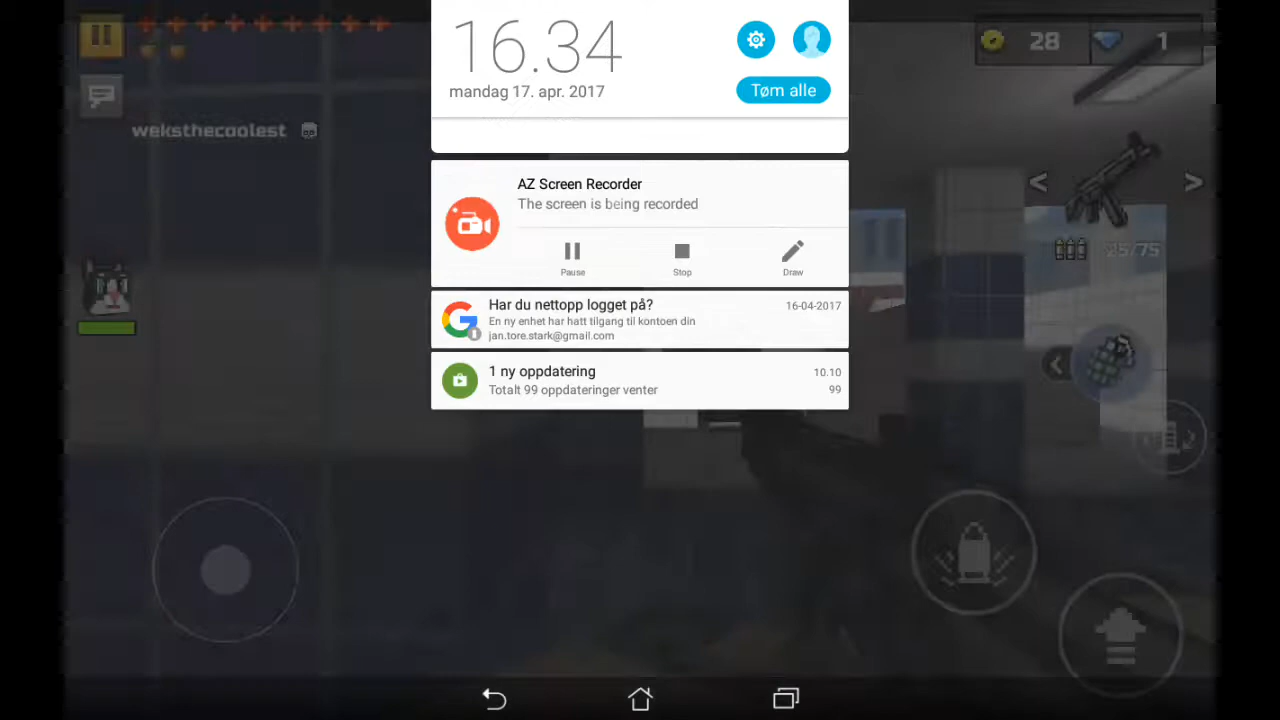 16.34
mandag 17. apr. 2017
Tøm alle
28
1
weksthecoolest
AZ Screen Recorder
The screen is being recorded
Pause
Stop
Draw
25/75
Har du nettopp logget på?
16-04-2017
En ny enhet har hatt tilgang til kontoen din
jan.tore.stark@gmail.com
1 ny oppdatering
10.10
Totalt 99 oppdateringer venter
99